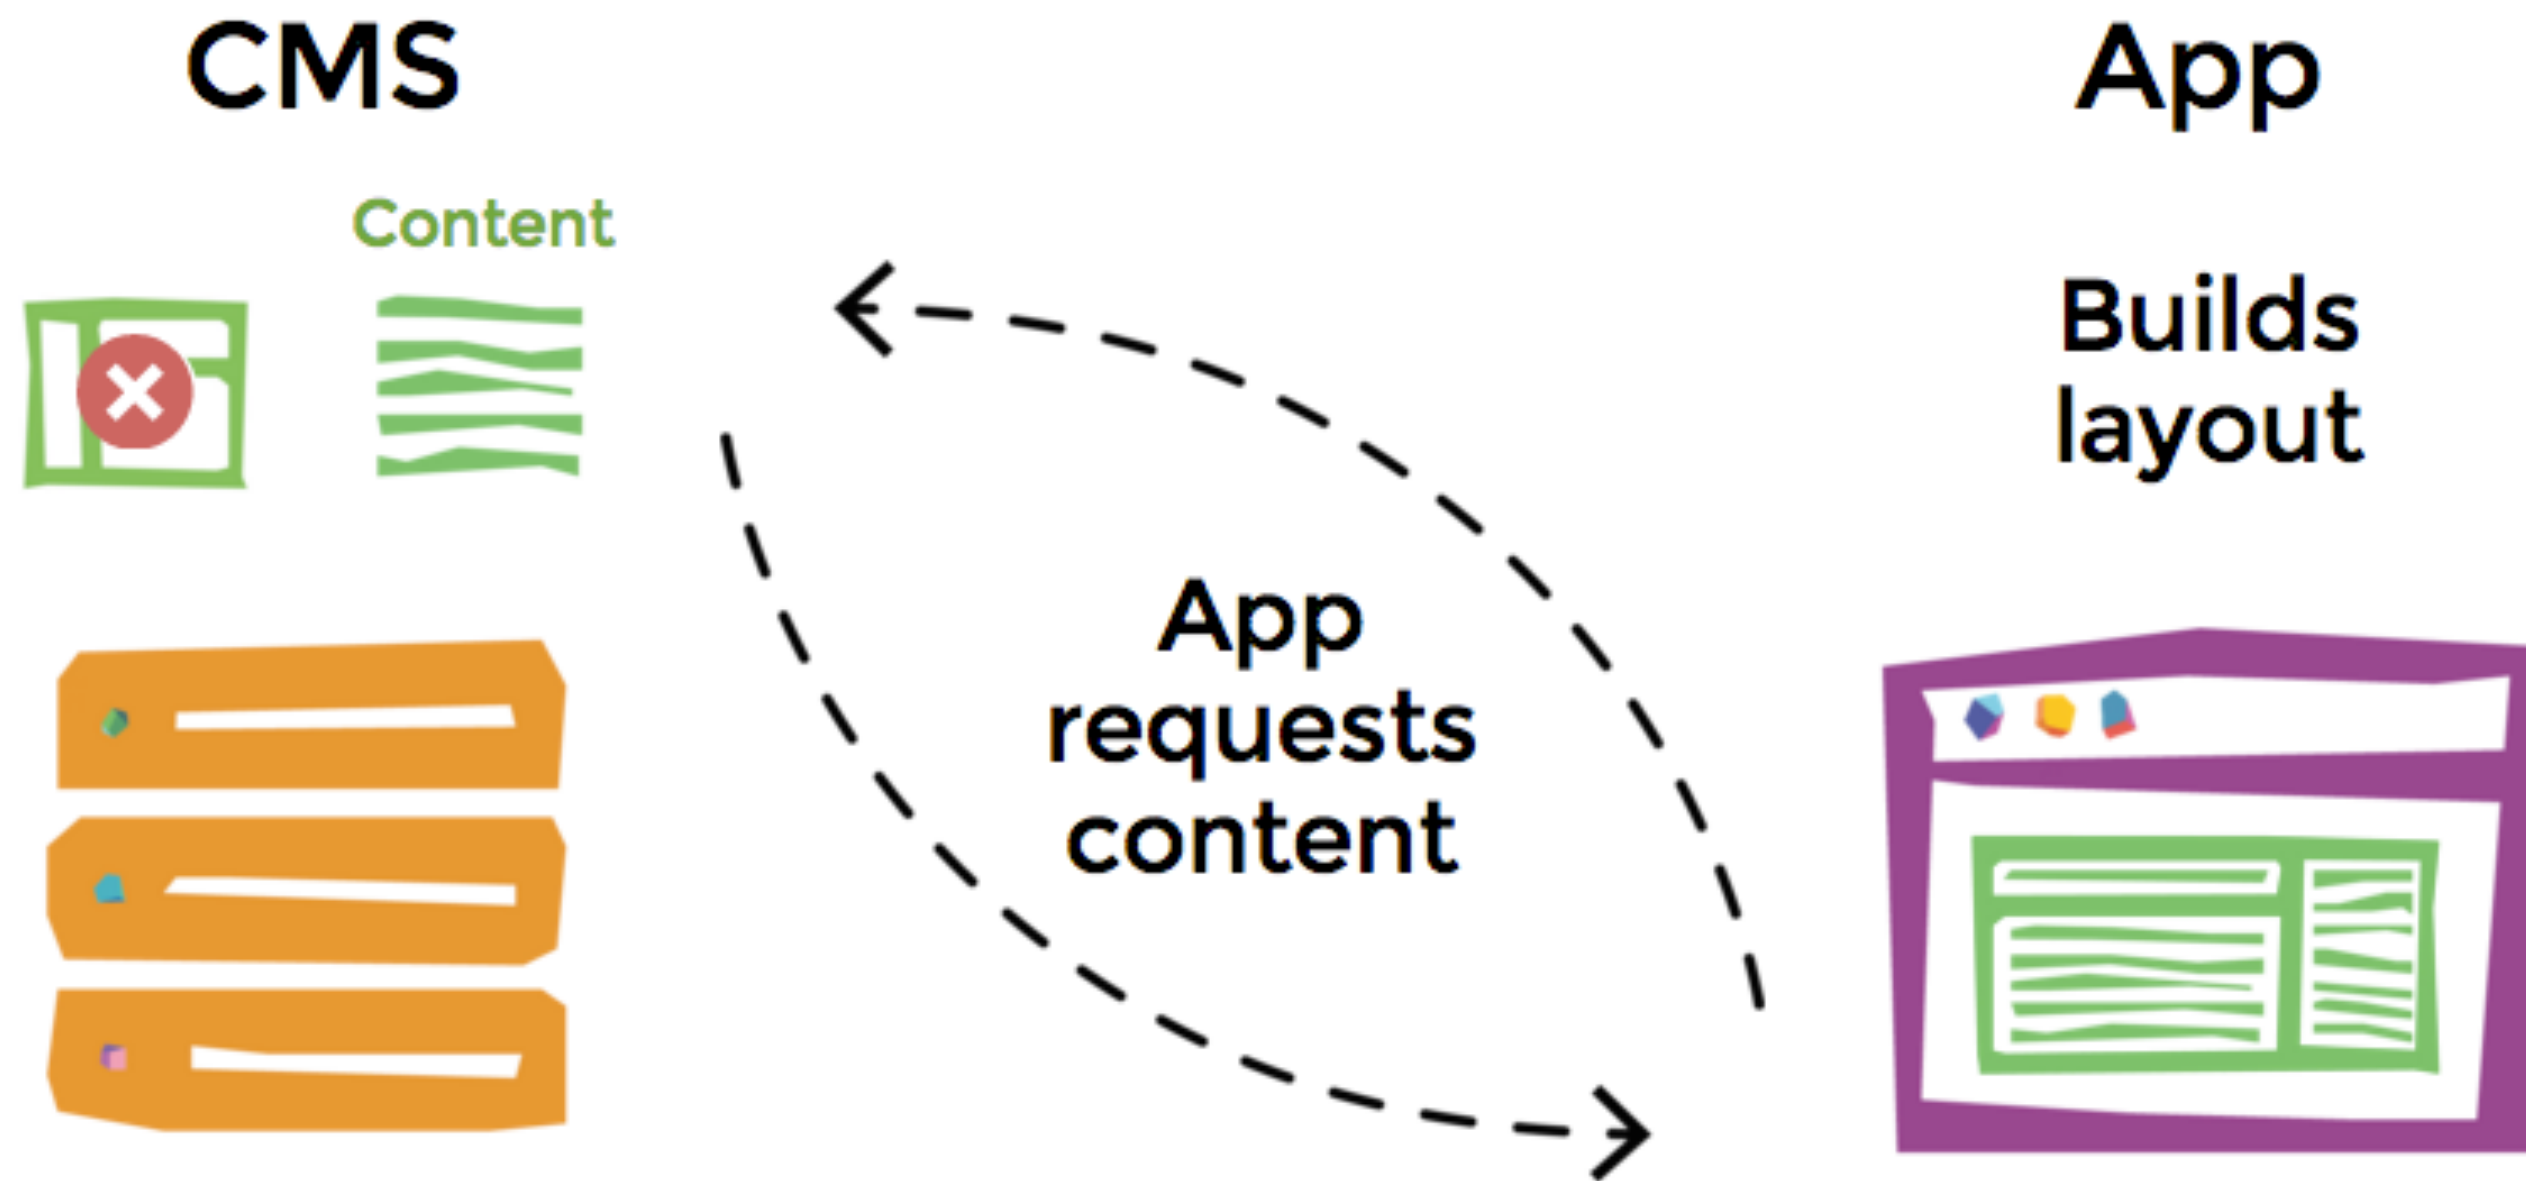 CMS
App
Content
Builds
layout
App
requests
content